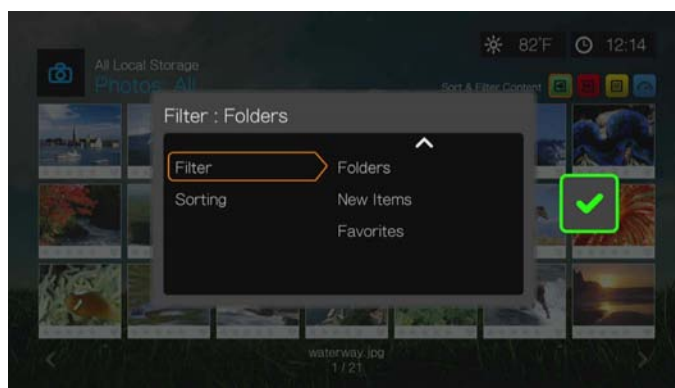 82°F 12:14
All Local Storage
Photos: All
Sort & Filter Content
Filter : Folders
Filter
Folders
Sorting
New Items
Favorites
waterway.jpg
1 / 21